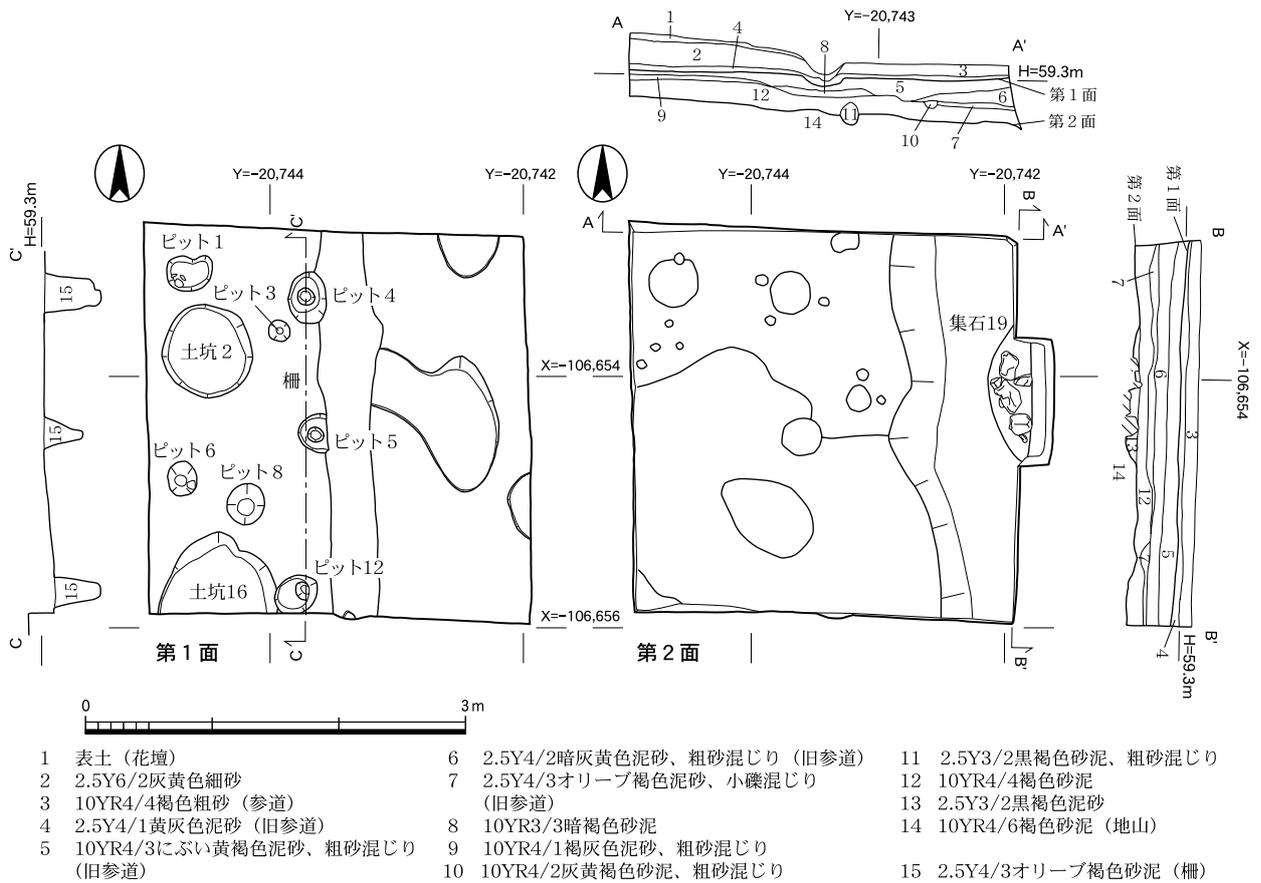 A
1
4
2
8
Y=−20,743
A'
3
H=59.3m
第1面
5
6
第2面
12
9
14
11
10
7
Y=−20,744
Y=−20,742
Y=−20,744
Y=−20,742
C'
H=59.3m
15
15
15
C
C'
ピット1
ピット3
ピット4
土坑2
柵
ピット5
ピット6
ピット8
ピット12
土坑16
C
第1面
X=−106,654
X=−106,656
A
B
A'
集石19
B'
第2面
第2面
第1面
B
7
6
3
13
14
12
5
4
H=59.3m
B'
X=−106,654
0
3m
1 表土（花壇）
2 2.5Y6/2灰黄色細砂
3 10YR4/4褐色粗砂（参道）
4 2.5Y4/1黄灰色泥砂（旧参道）
5 10YR4/3にぶい黄褐色泥砂、粗砂混じり
（旧参道）
6 2.5Y4/2暗灰黄色泥砂、粗砂混じり（旧参道）
7 2.5Y4/3オリーブ褐色泥砂、小礫混じり
（旧参道）
8 10YR3/3暗褐色砂泥
9 10YR4/1褐灰色泥砂、粗砂混じり
10 10YR4/2灰黄褐色砂泥、粗砂混じり
11 2.5Y3/2黒褐色砂泥、粗砂混じり
12 10YR4/4褐色砂泥
13 2.5Y3/2黒褐色泥砂
14 10YR4/6褐色砂泥（地山）
15 2.5Y4/3オリーブ褐色砂泥（柵）